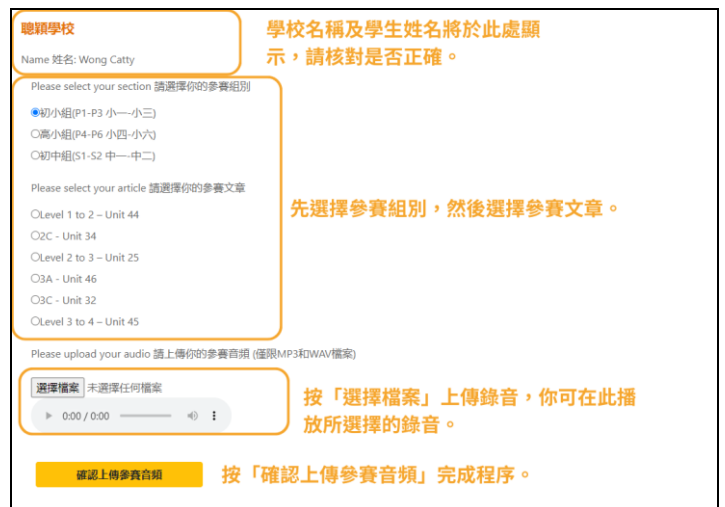 聰穎學校
學校名稱及學生姓名將於此處顯
示，請核對是否正確。
Name 姓名: Wong Catty
Please select your section 請選擇你的參賽組別
初小組(P1-P3 小一-小三)
高小組(P4-P6 小四-小六)
初中組(S1-S2 中一-中二)
Please select your article 請選擇你的參賽文章
先選擇參賽組別，然後選擇參賽文章。
Level 1 to 2 – Unit 44
2C - Unit 34
Level 2 to 3 – Unit 25
3A - Unit 46
3C - Unit 32
Level 3 to 4 – Unit 45
Please upload your audio 請上傳你的參賽音頻 (僅限MP3和WAV檔案)
選擇檔案 未選擇任何檔案
0:00 / 0:00
按「選擇檔案」上傳錄音，你可在此播
放所選擇的錄音。
確認上傳參賽音頻
按「確認上傳參賽音頻」完成程序。